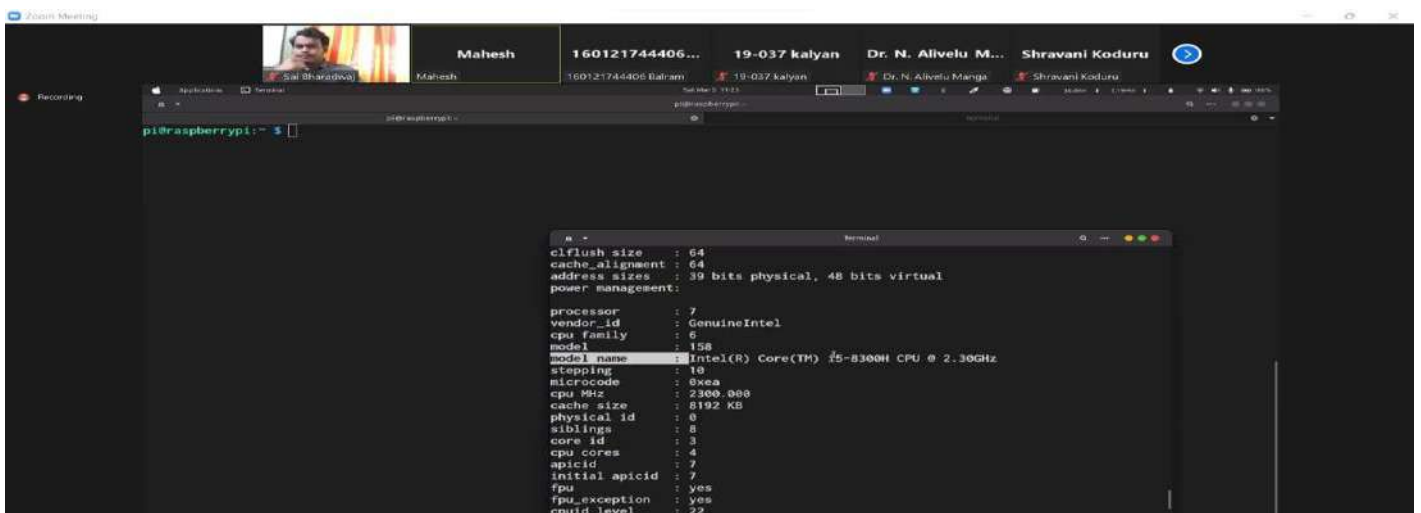 Zoom Meeting
Mahesh
160121744406...
19-037 kalyan
Dr. N. Alivelu M...
Shravani Koduru
Sai Bharadwaj
Mahesh
160121744406 Balram
19-037 kalyan
Dr. N. Alivelu Manga
Shravani Koduru
Recording
Applications
Terminal
pi@raspberrypi: ~
pi@raspberrypi: ~
Terminal
pi@raspberrypi:~ $
Terminal
clflush size : 64
cache_alignment : 64
address sizes : 39 bits physical, 48 bits virtual
power management:
processor : 7
vendor_id : GenuineIntel
cpu family : 6
model : 158
model name : Intel(R) Core(TM) i5-8300H CPU @ 2.30GHz
stepping : 10
microcode : 0xea
cpu MHz : 2300.000
cache size : 8192 KB
physical id : 0
siblings : 8
core id : 3
cpu cores : 4
apicid : 7
initial apicid : 7
fpu : yes
fpu_exception : yes
cpuid level : 22